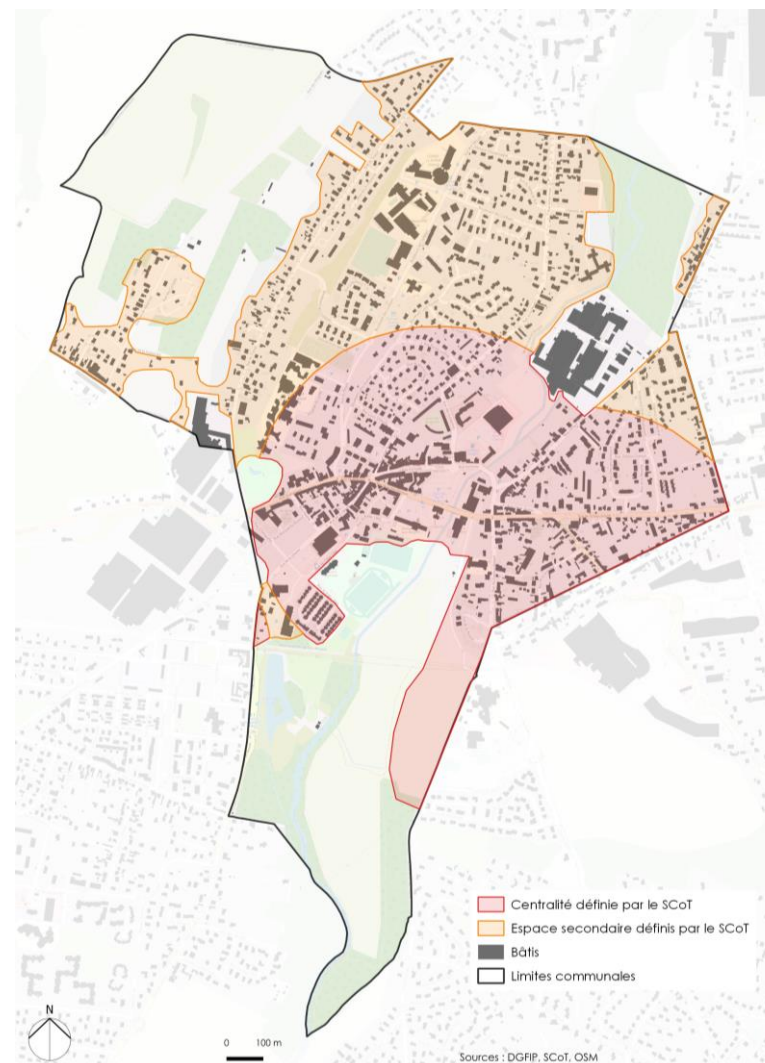 Centralité définie par le SCoT
Espace secondaire définis par le SCoT
Bâtis
Limites communales
N
0 100 m
Sources : DGFIP, SCoT, OSM